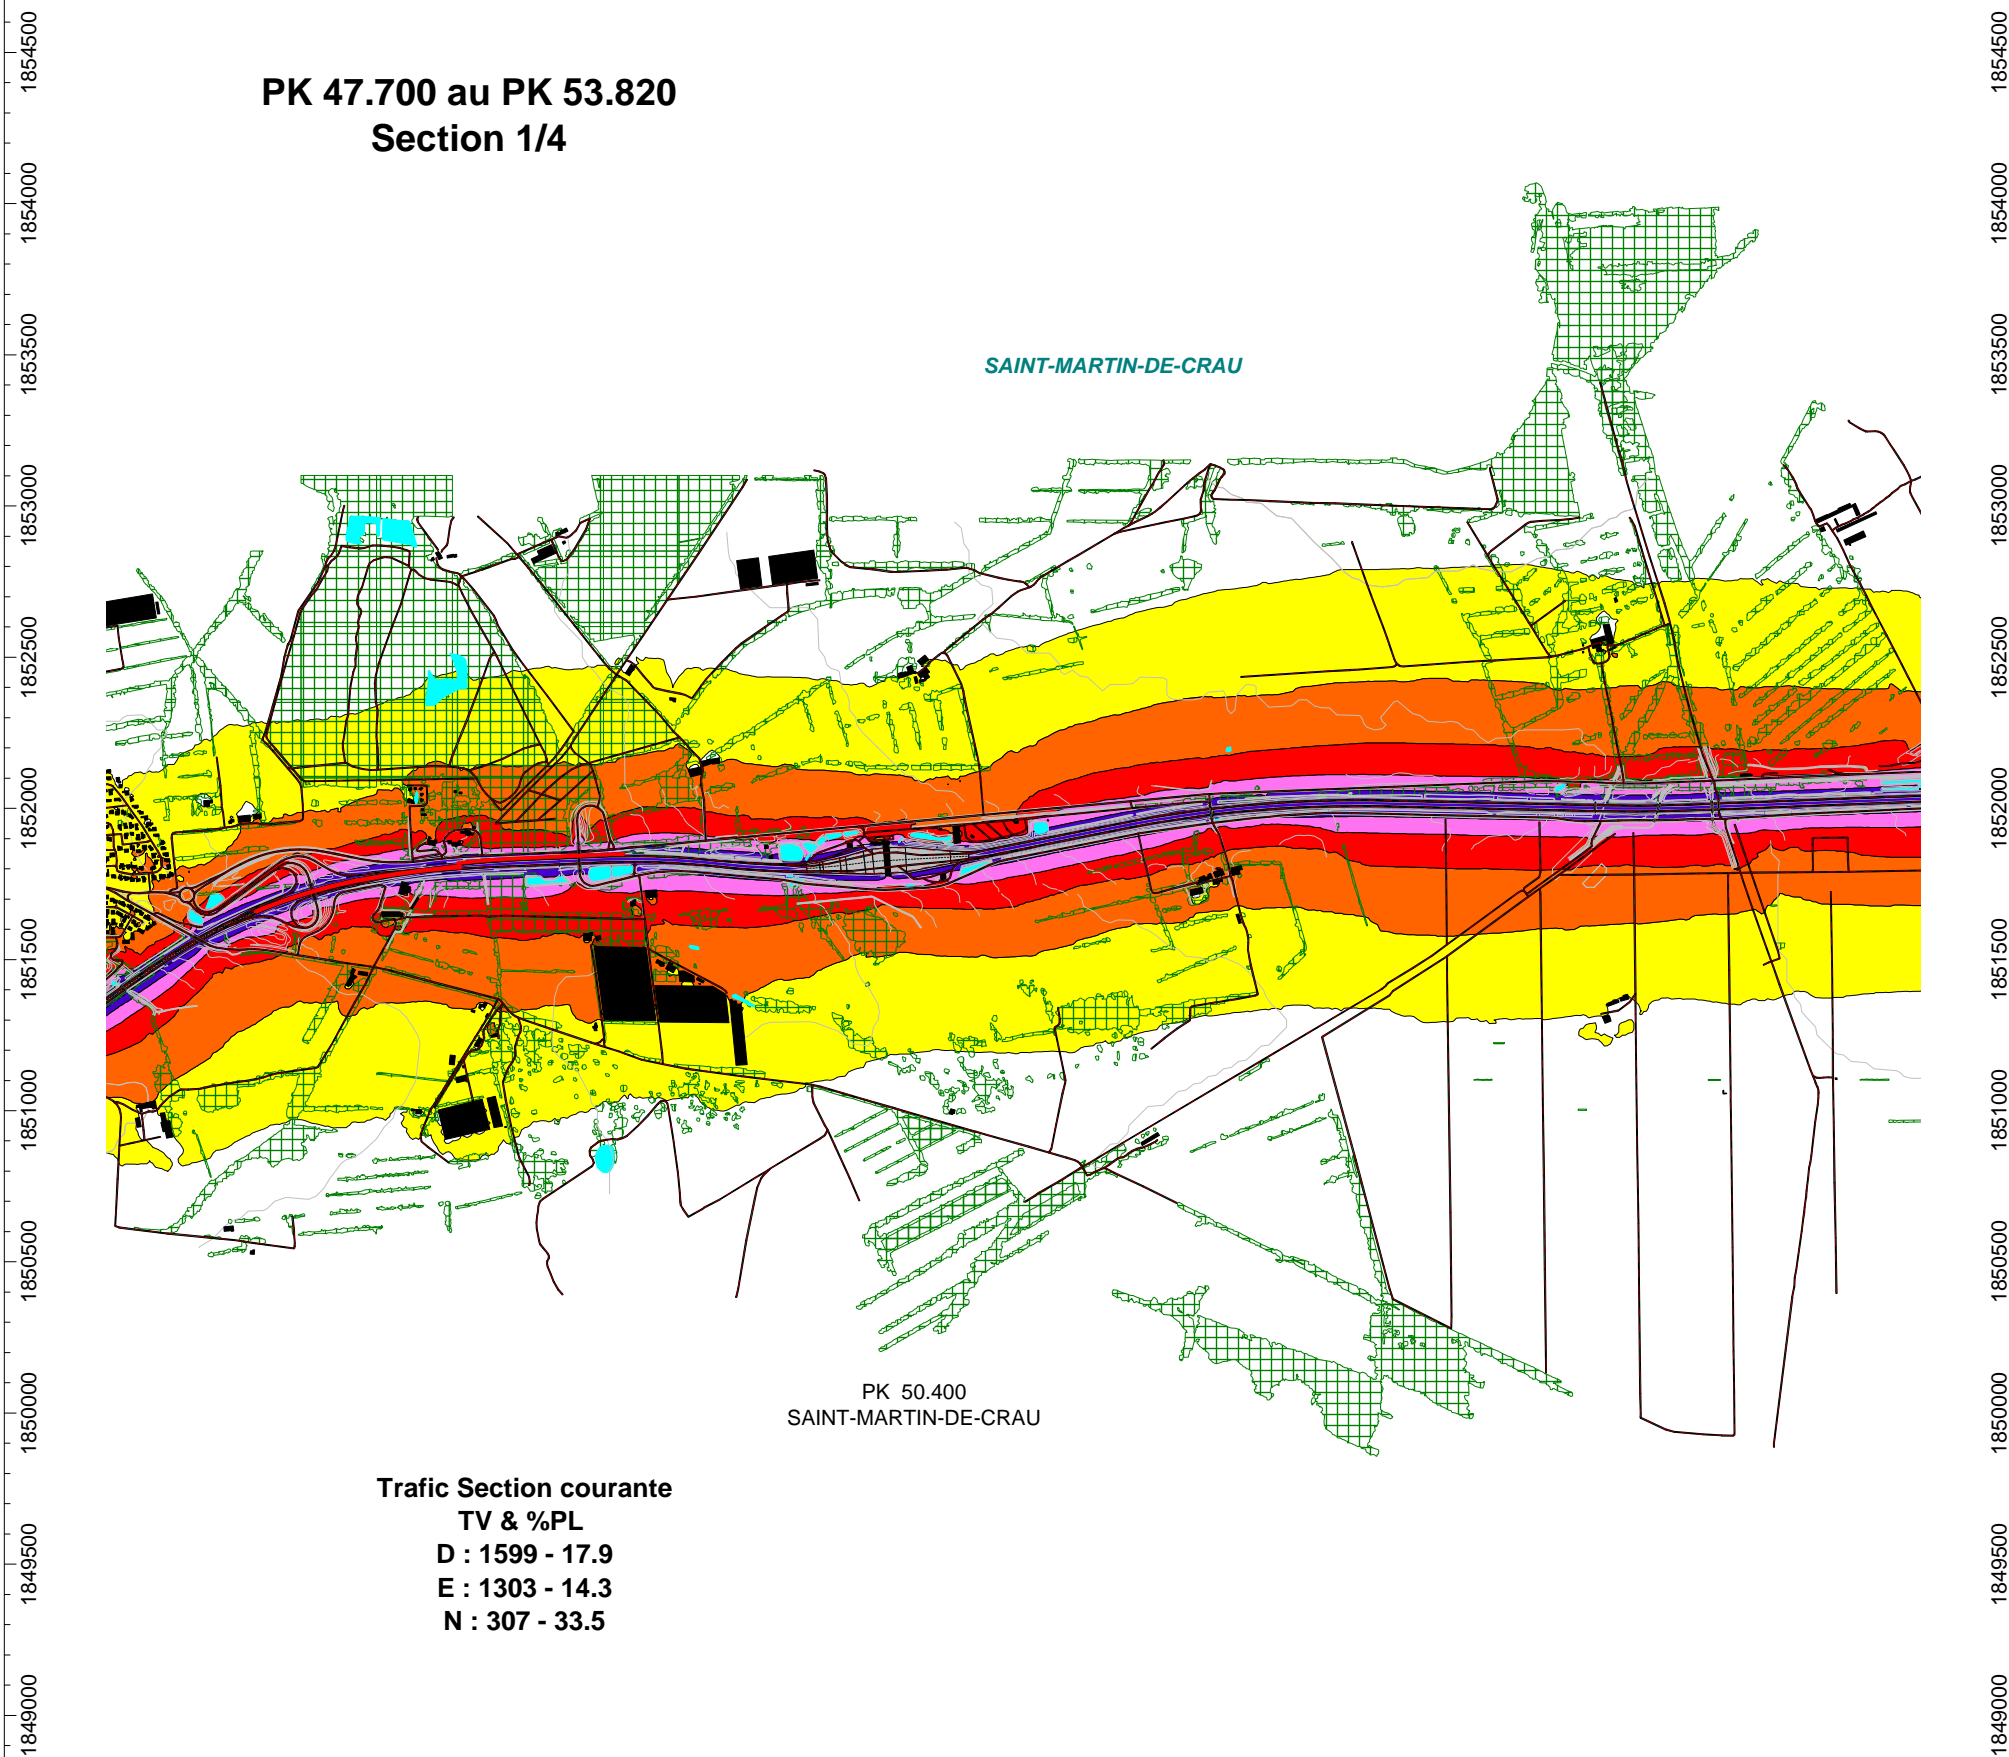 PK 47.700 au PK 53.820
Section 1/4
SAINT-MARTIN-DE-CRAU
PK 50.400
SAINT-MARTIN-DE-CRAU
Trafic Section courante
TV & %PL
D : 1599 - 17.9
E : 1303 - 14.3
N : 307 - 33.5
1854500
1854000
1853500
1853000
1852500
1852000
1851500
1851000
1850500
1850000
1849500
1849000
1854500
1854000
1853500
1853000
1852500
1852000
1851500
1851000
1850500
1850000
1849500
1849000